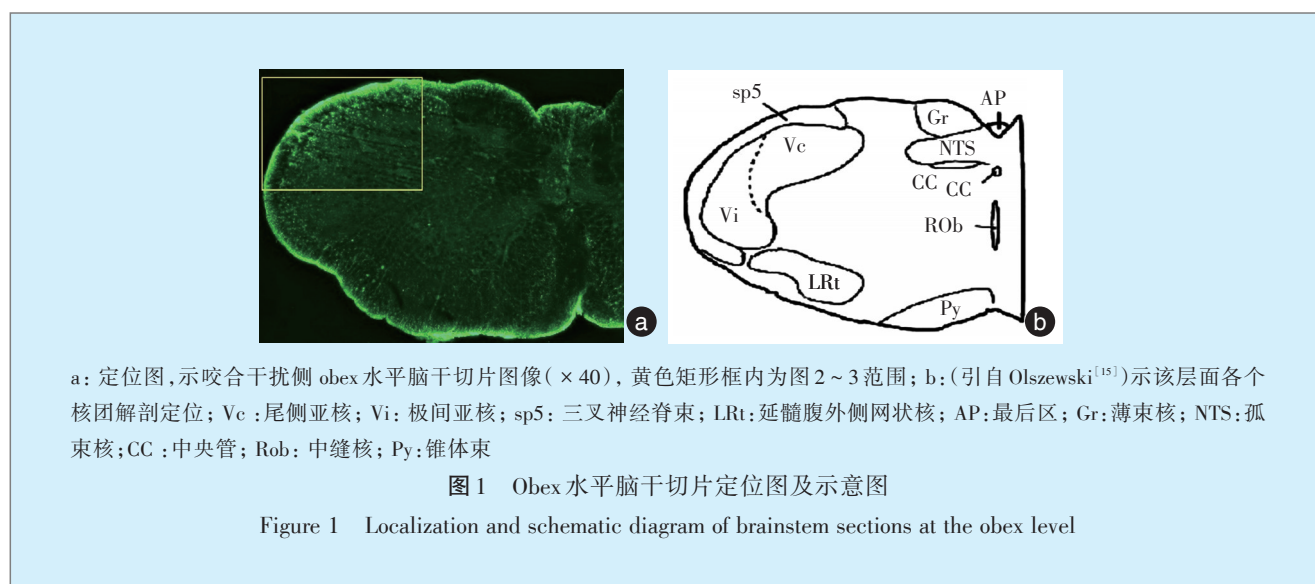 sp5
AP
Gr
Vc
NTS
CC CC
Vi
ROb
LRt
Py
a
b
a: 定位图,示咬合干扰侧 obex 水平脑干切片图像(×40), 黄色矩形框内为图 2 ~ 3 范围; b:(引自 Olszewski[15])示该层面各个
核团解剖定位; Vc :尾侧亚核; Vi: 极间亚核; sp5: 三叉神经脊束; LRt:延髓腹外侧网状核; AP:最后区; Gr:薄束核; NTS:孤
束核;CC :中央管; Rob: 中缝核; Py:锥体束
图1 Obex 水平脑干切片定位图及示意图
Figure 1 Localization and schematic diagram of brainstem sections at the obex level